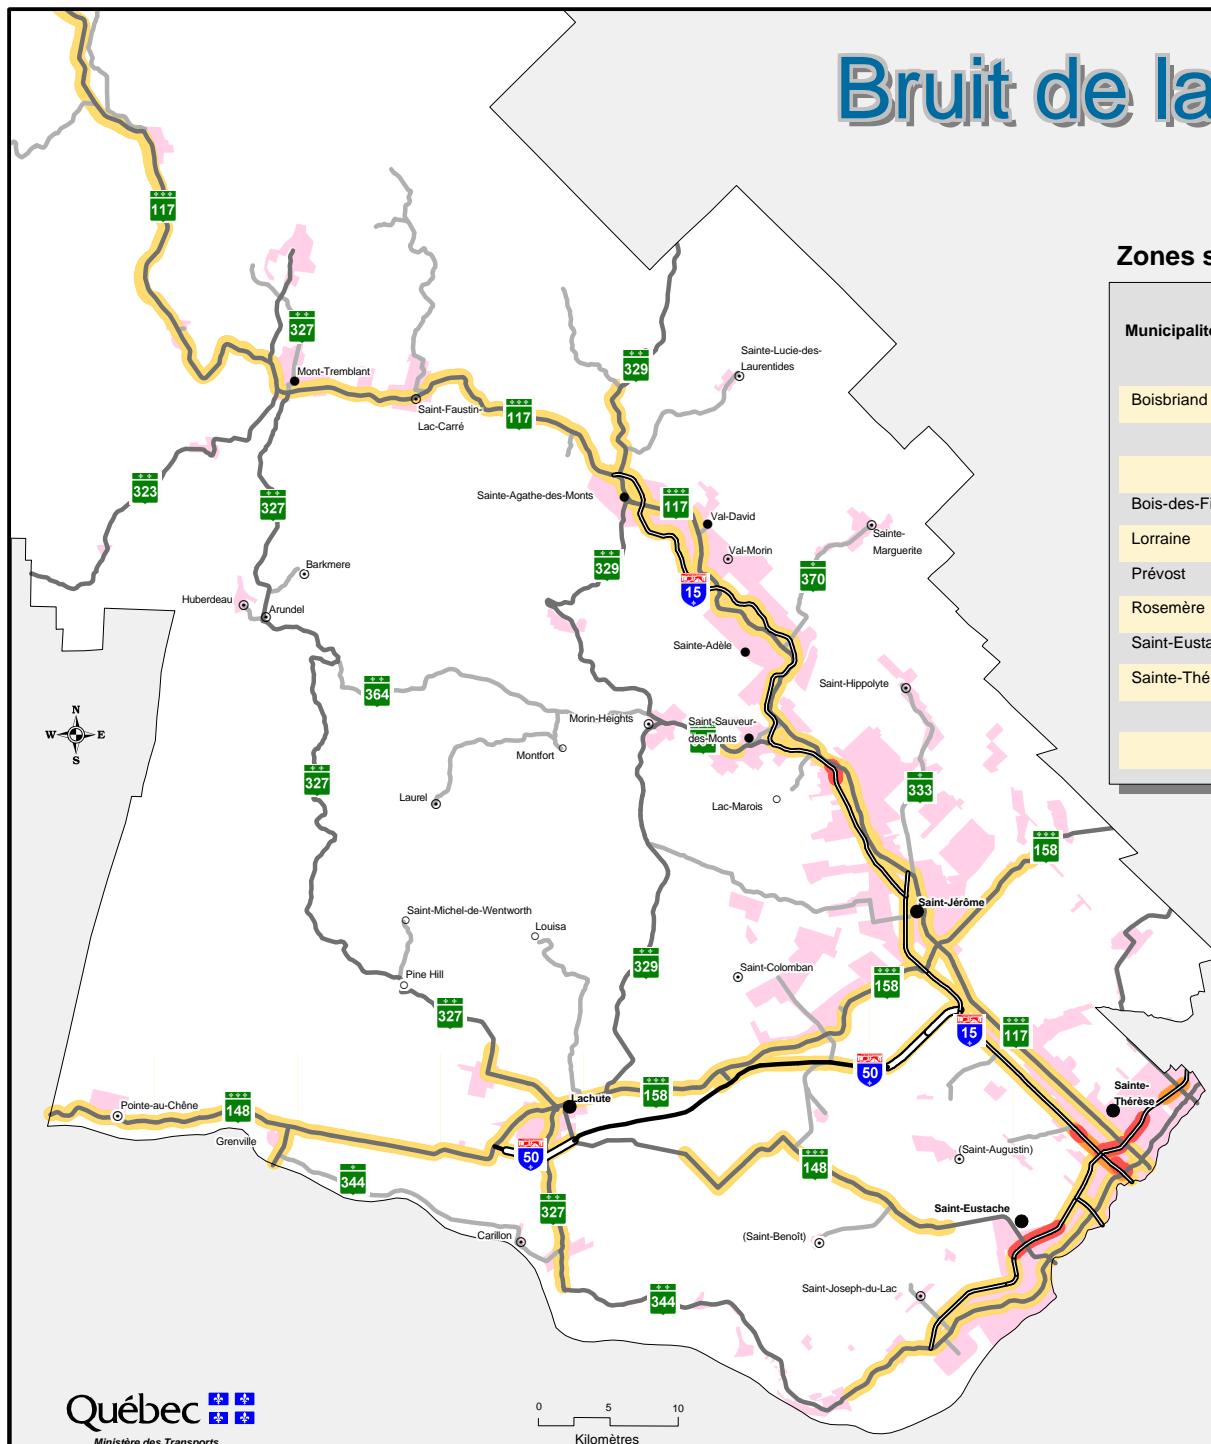 Bruit de la
117
Zones s
327
Municipalité
329
Sainte-Lucie-des-
Laurentides
Mont-Tremblant
Boisbriand
Saint-Faustin-
Lac-Carré
117
323
Sainte-Agathe-des-Monts
327
117
Bois-des-Fi
Val-David
Sainte-
Marguerite
Lorraine
Val-Morin
Barkmere
329
370
Prévost
15
Huberdeau
Arundel
Rosemère
Sainte-Adèle
Saint-Eusta
Sainte-Thé
Saint-Hippolyte
364
N
W E
S
Morin-Heights
Saint-Sauveur-
des-Monts
Montfort
327
333
Laurel
Lac-Marois
158
Saint-Jérôme
Saint-Michel-de-Wentworth
Louisa
329
Saint-Colomban
Pine Hill
158
327
15
117
50
Sainte-
Thérèse
158
Lachute
Pointe-au-Chêne
148
Grenville
50
(Saint-Augustin)
148
344
327
Saint-Eustache
Carillon
(Saint-Benoît)
Saint-Joseph-du-Lac
344
Québec
0 5 10
Kilomètres
Ministère des Transports